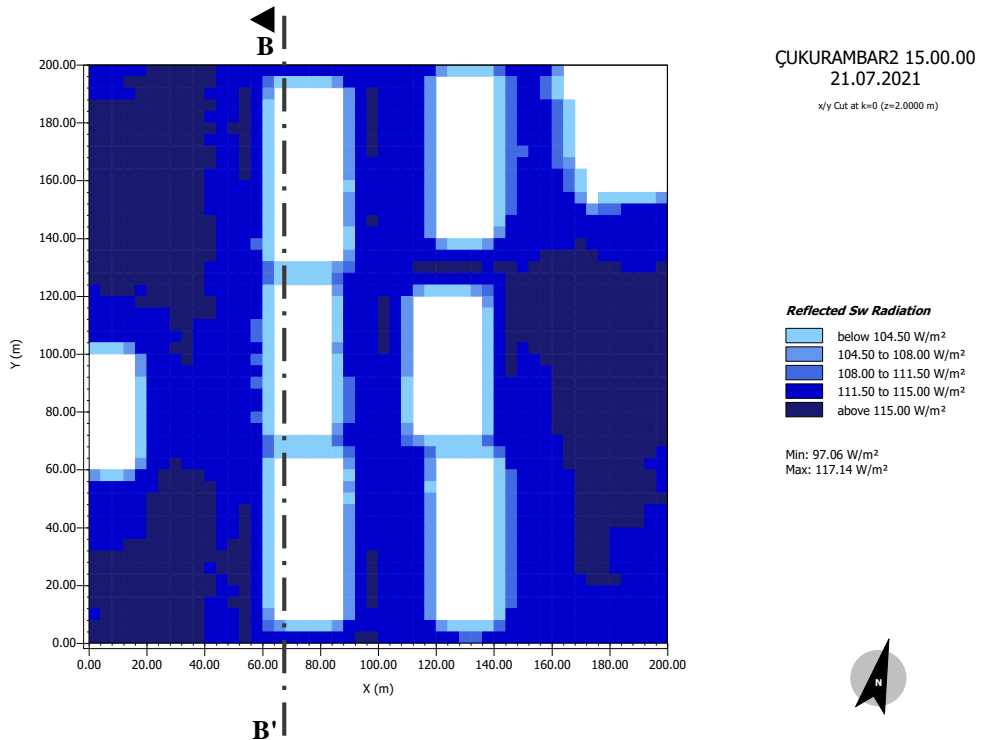 B
ÇUKURAMBAR2 15.00.00
21.07.2021
x/y Cut at k=0 (z=2.0000 m)
200.00
180.00
160.00
140.00
120.00
100.00
80.00
60.00
40.00
20.00
0.00
Y (m)
0.00 20.00 40.00 60.00 80.00 100.00 120.00 140.00 160.00 180.00 200.00
X (m)
B'
Reflected Sw Radiation
below 104.50 W/m²
104.50 to 108.00 W/m²
108.00 to 111.50 W/m²
111.50 to 115.00 W/m²
above 115.00 W/m²
Min: 97.06 W/m²
Max: 117.14 W/m²
N